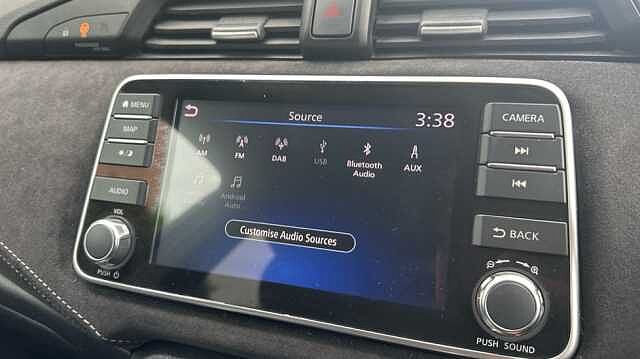 MENU
MAP
AUDIO
VOL
PUSH
Source
3:38
AM
FM
DAB
USB
Bluetooth
Audio
AUX
Android
Auto
Customise Audio Sources
CAMERA
BACK
PUSH SOUND